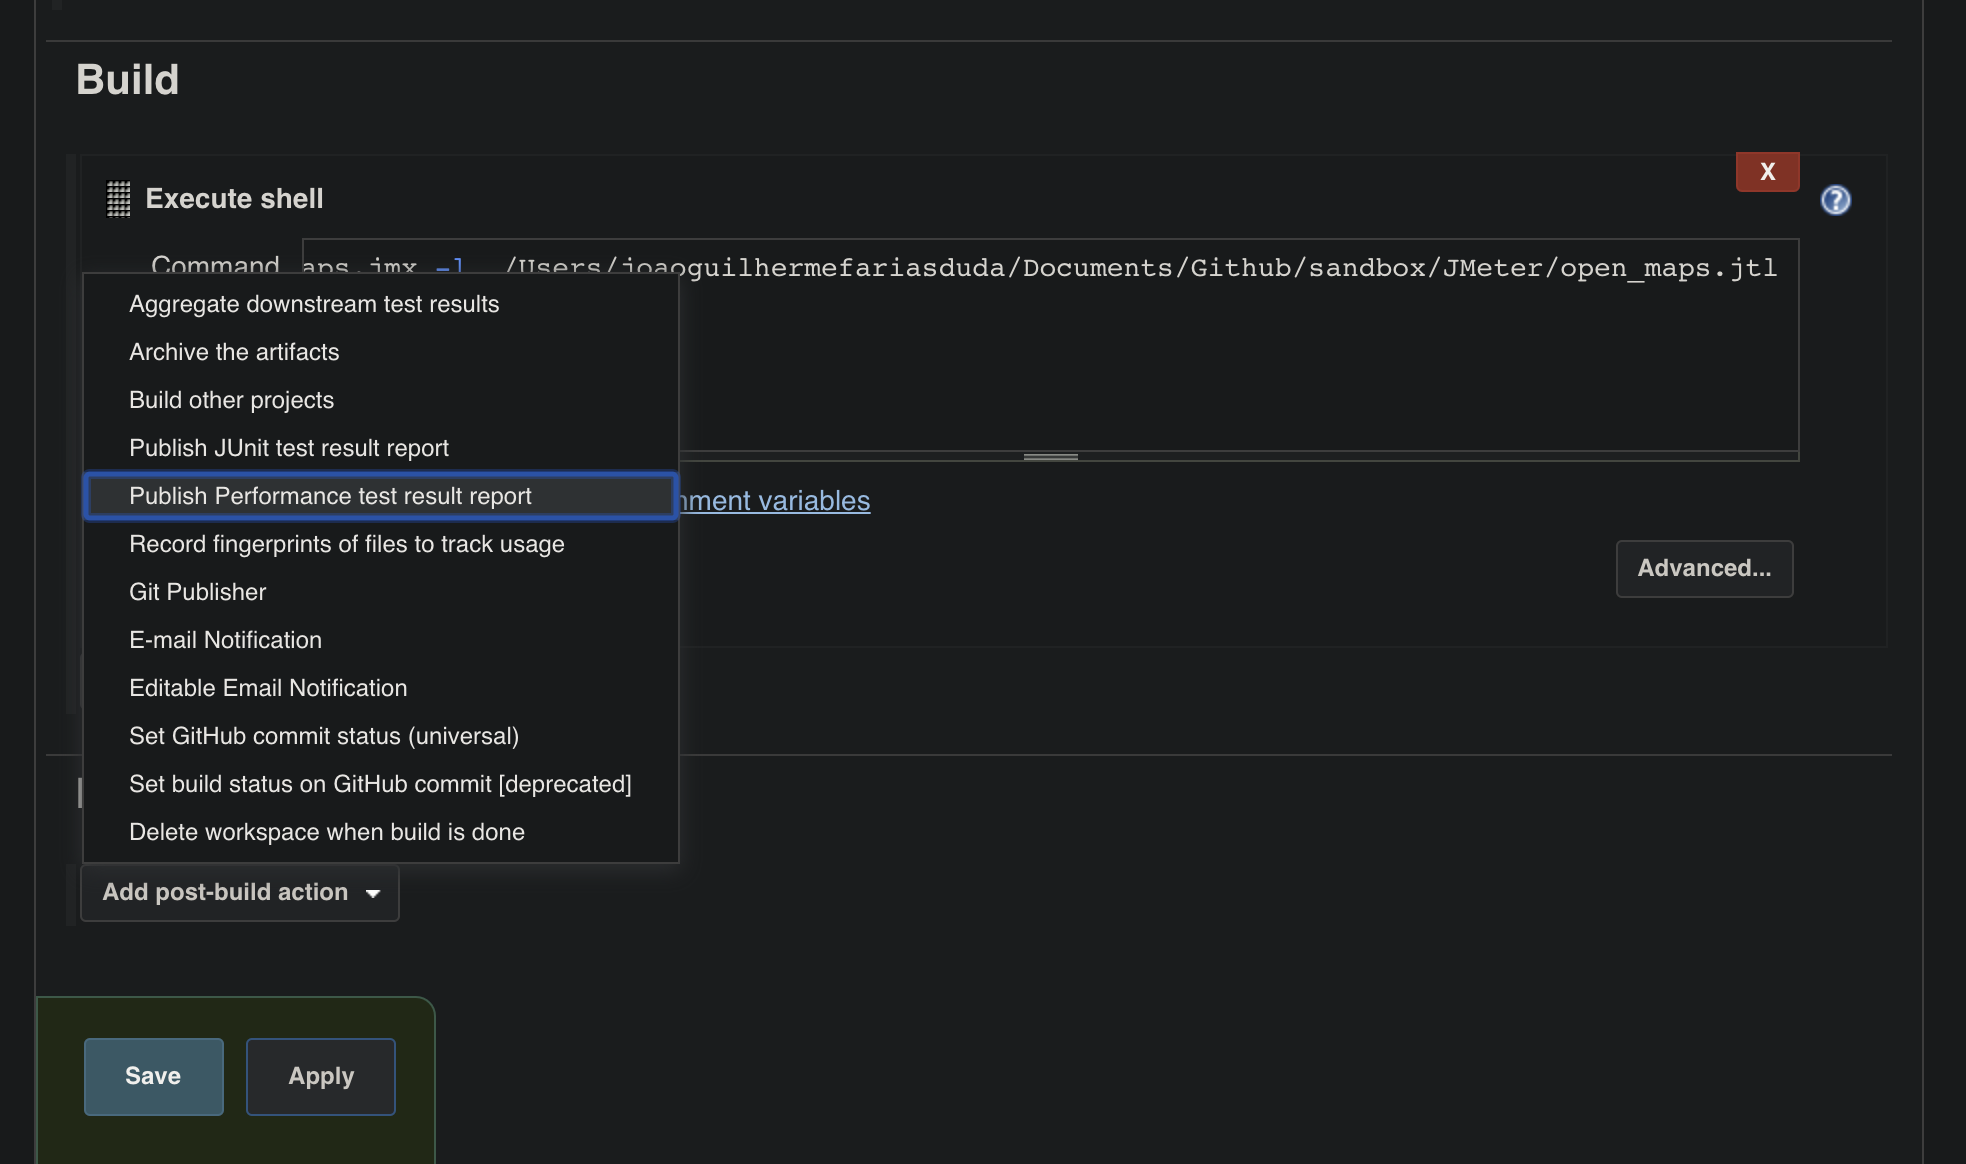 Build
Execute shell
X
?
Command
aps.jmx -l /Users/joaoguilhermefariasduda/Documents/Github/sandbox/JMeter/open_maps.jtl
Aggregate downstream test results
Archive the artifacts
Build other projects
Publish JUnit test result report
Publish Performance test result report
nment variables
Record fingerprints of files to track usage
Advanced...
Git Publisher
E-mail Notification
Editable Email Notification
Set GitHub commit status (universal)
Set build status on GitHub commit [deprecated]
Delete workspace when build is done
Add post-build action
Save
Apply